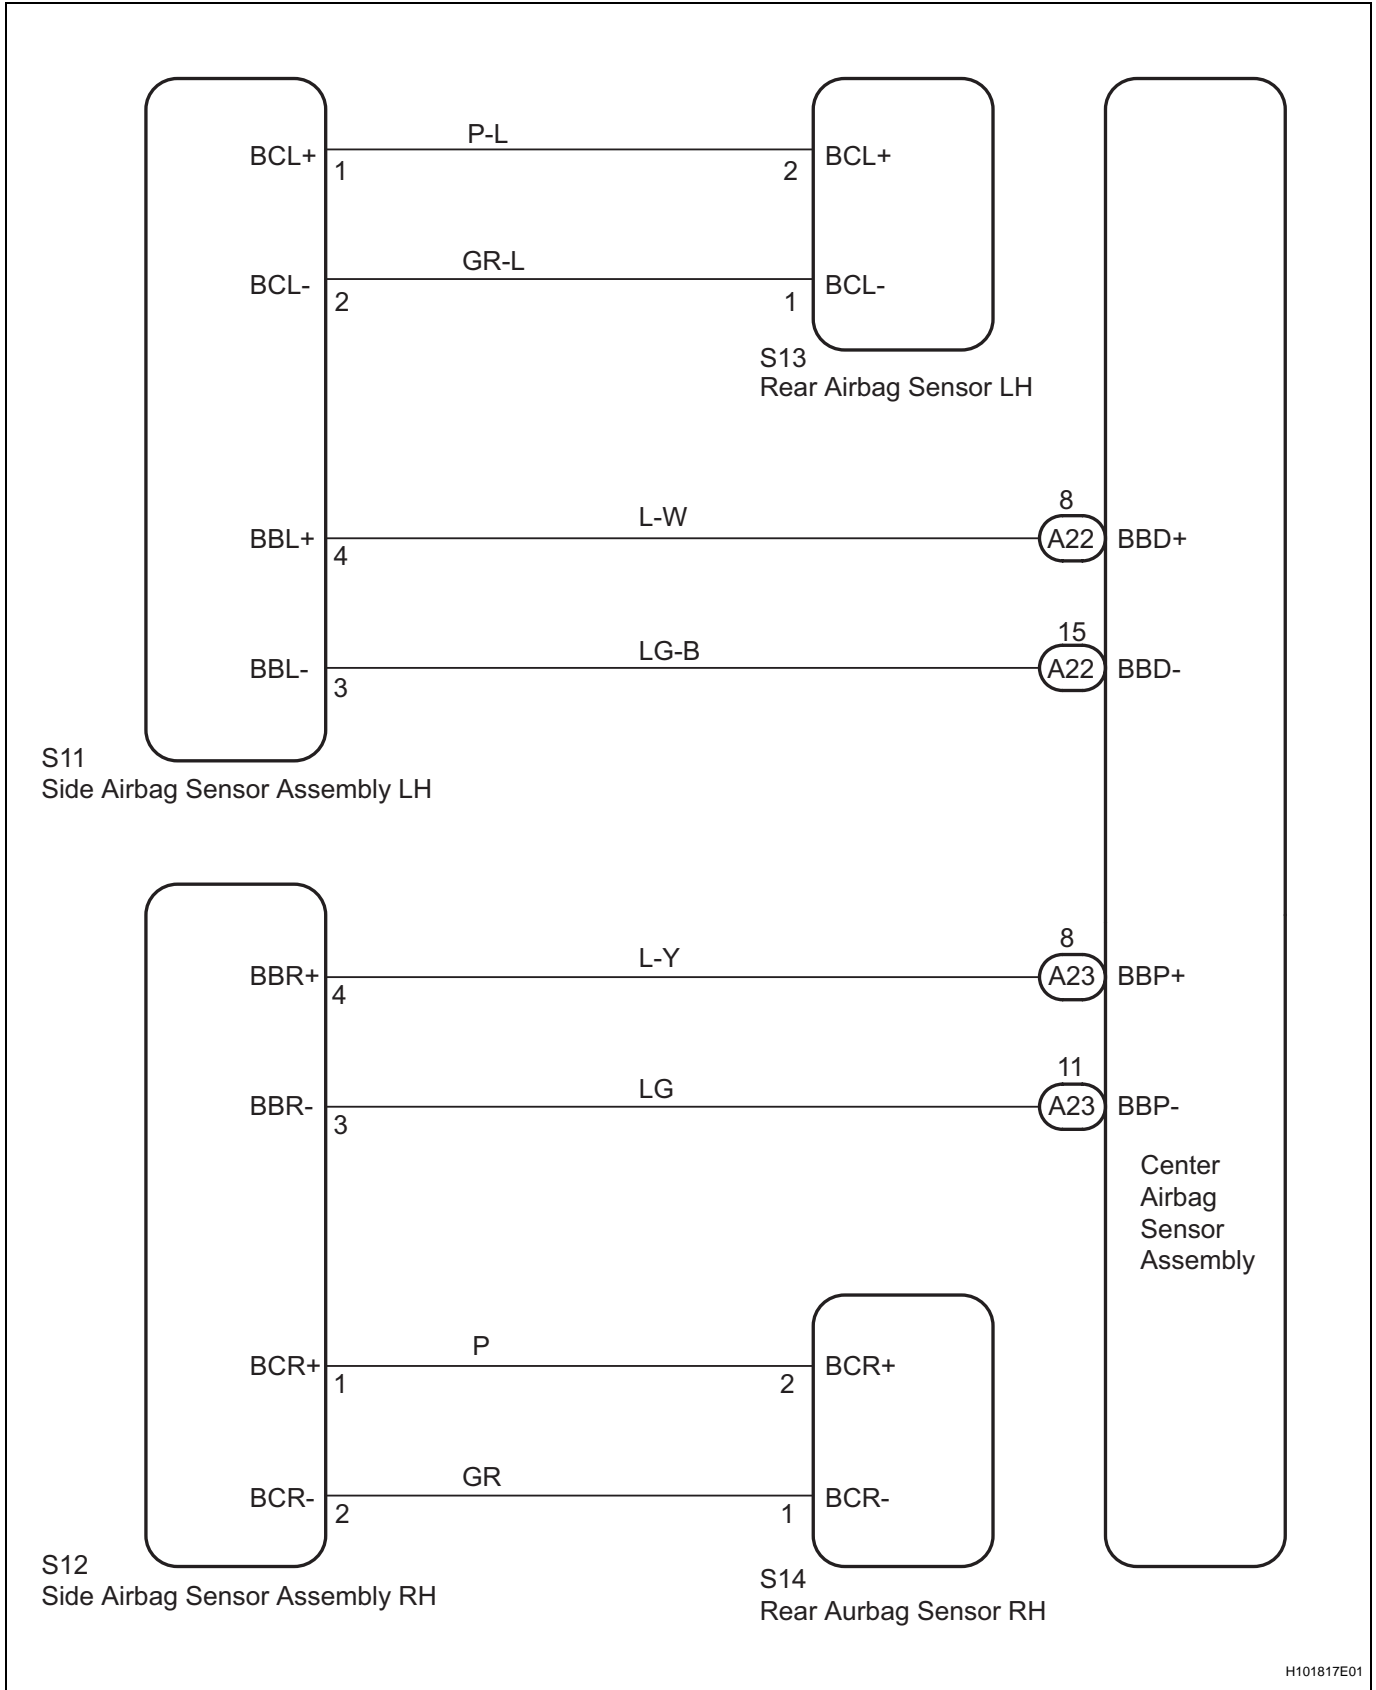 P-L
BCL+ 1 2 BCL+
GR-L
BCL- 2 1 BCL-
S13
Rear Airbag Sensor LH
8
L-W
BBL+ 4 A22 BBD+
15
LG-B
BBL- 3 A22 BBD-
S11
Side Airbag Sensor Assembly LH
8
L-Y
BBR+ 4 A23 BBP+
11
LG
BBR- 3 A23 BBP-
Center
Airbag
Sensor
Assembly
P
BCR+ 1 2 BCR+
GR
BCR- 2 1 BCR-
S12
Side Airbag Sensor Assembly RH
S14
Rear Aurbag Sensor RH
H101817E01